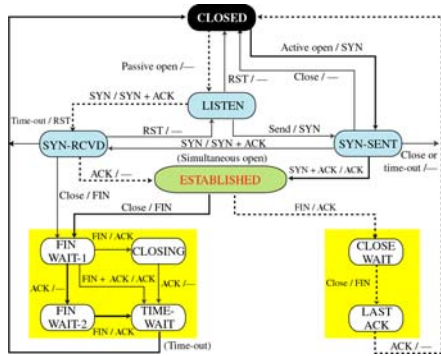 CLOSED
Active open / SYN
Passive open / —
RST / —
Close / —
SYN / SYN + ACK
LISTEN
Time-out / RST
RST / —
Send / SYN
SYN-RCVD
SYN / SYN + ACK
SYN-SENT
(Simultaneous open)
Close or
time-out / —
ACK / —
ESTABLISHED
SYN + ACK / ACK
Close / FIN
Close / FIN
FIN / ACK
FIN
WAIT-1
FIN / ACK
CLOSING
CLOSE
WAIT
FIN + ACK / ACK
ACK / —
ACK / —
Close / FIN
FIN
WAIT-2
FIN / ACK
TIME-
WAIT
LAST
ACK
(Time-out)
ACK / —